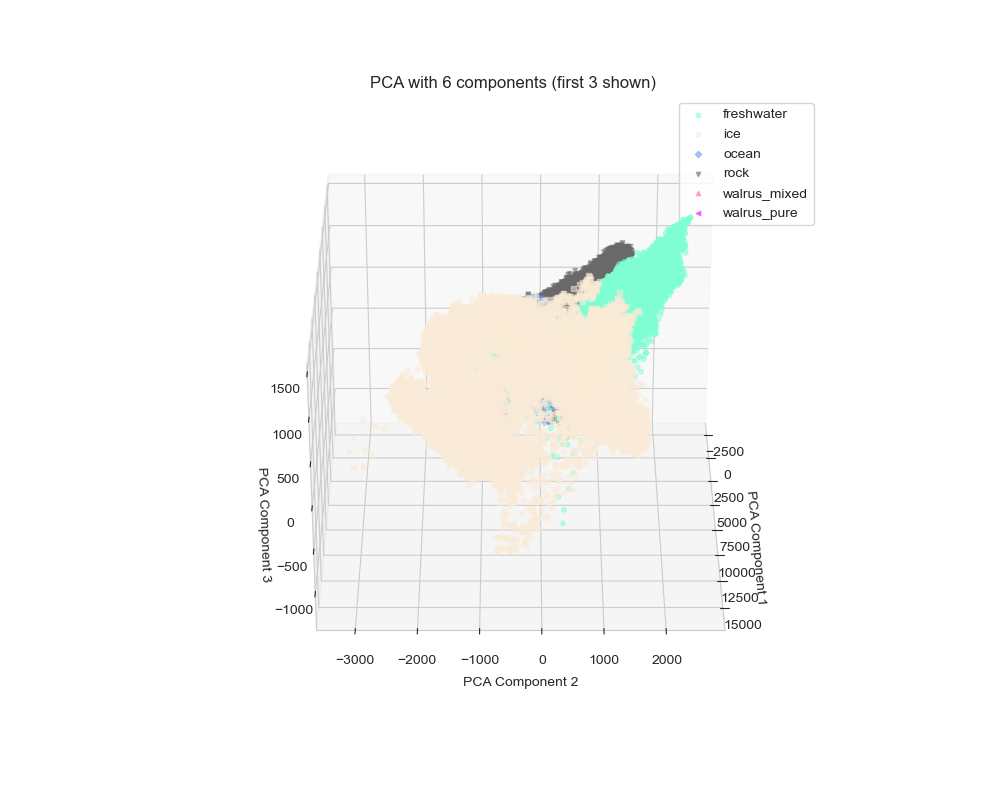 PCA with 6 components (first 3 shown)
freshwater
ice
ocean
rock
walrus_mixed
walrus_pure
1500
1000
500
0
−500
−1000
PCA Component 3
−2500
0
2500
5000
7500
10000
12500
15000
PCA Component 1
−3000
−2000
−1000
0
1000
2000
PCA Component 2